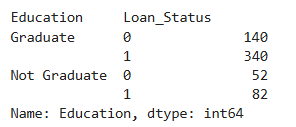 Education Loan_Status
Graduate 0 140
1 340
Not Graduate 0 52
1 82
Name: Education, dtype: int64